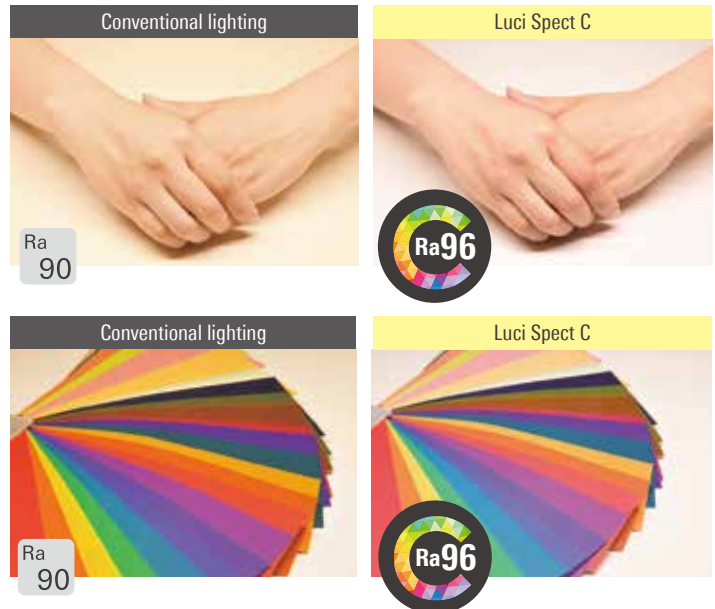 Conventional lighting
Luci Spect C
Ra
90
Ra96
Conventional lighting
Luci Spect C
Ra
90
Ra96